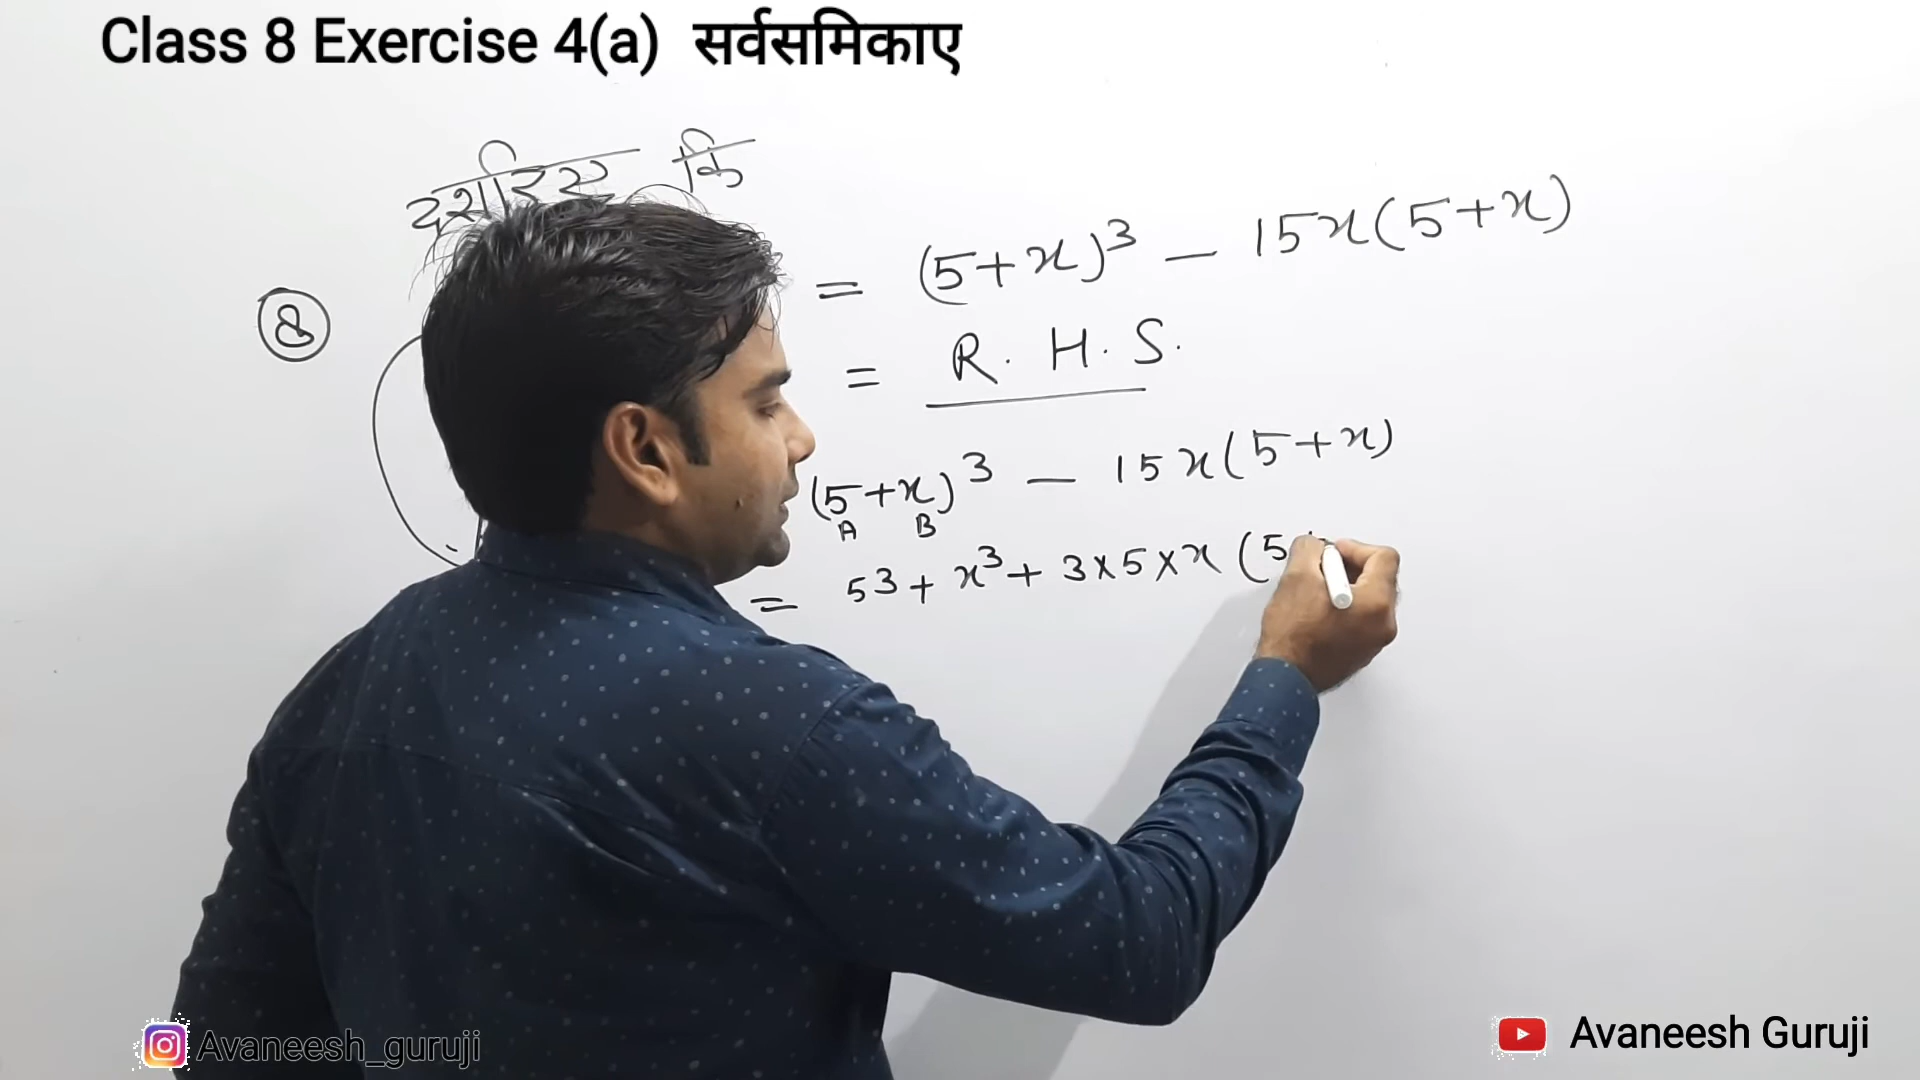 Class 8 Exercise 4(a) सर्वसमिकाए
दर्शाइए कि
8
= (5+x)³ – 15x(5+x)
= R. H. S.
(5+x)³ – 15x(5+x)
A B
= 5³ + x³ + 3×5×x (5
Avaneesh_guruji
Avaneesh Guruji